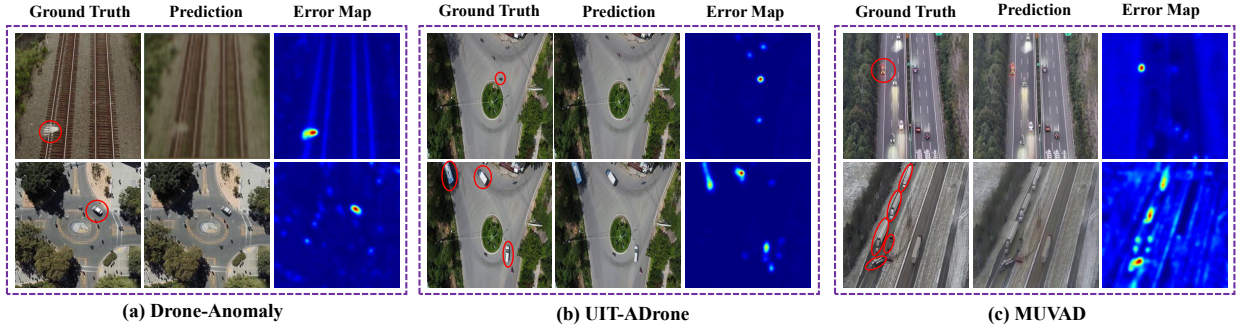 Ground Truth Prediction Error Map
Ground Truth Prediction Error Map
Ground Truth Prediction Error Map
(a) Drone-Anomaly
(b) UIT-ADrone
(c) MUVAD